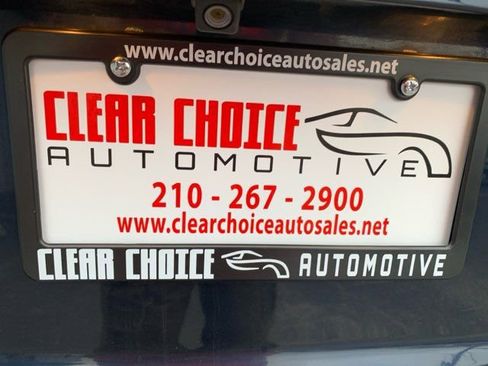 www.clearchoiceautosales.net
CLEAR CHOICE
AUTOMOTIVE
210 - 267 - 2900
www.clearchoiceautosales.net
CLEAR CHOICE AUTOMOTIVE